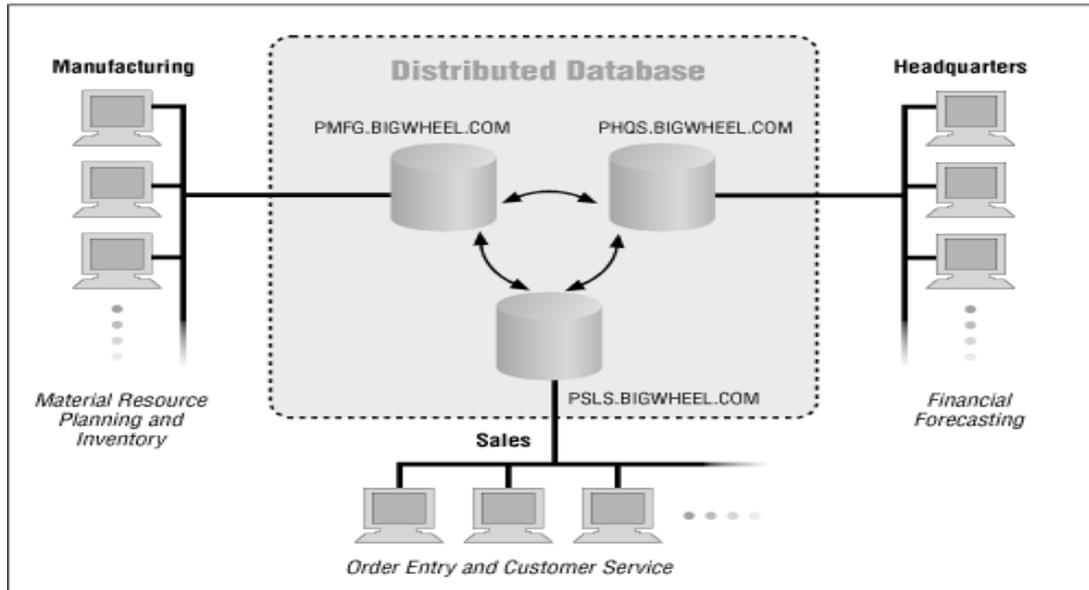 Distributed Database
Manufacturing
Headquarters
PMFG.BIGWHEEL.COM
PHQS.BIGWHEEL.COM
PSLS.BIGWHEEL.COM
Material Resource
Planning and
Inventory
Financial
Forecasting
Sales
Order Entry and Customer Service